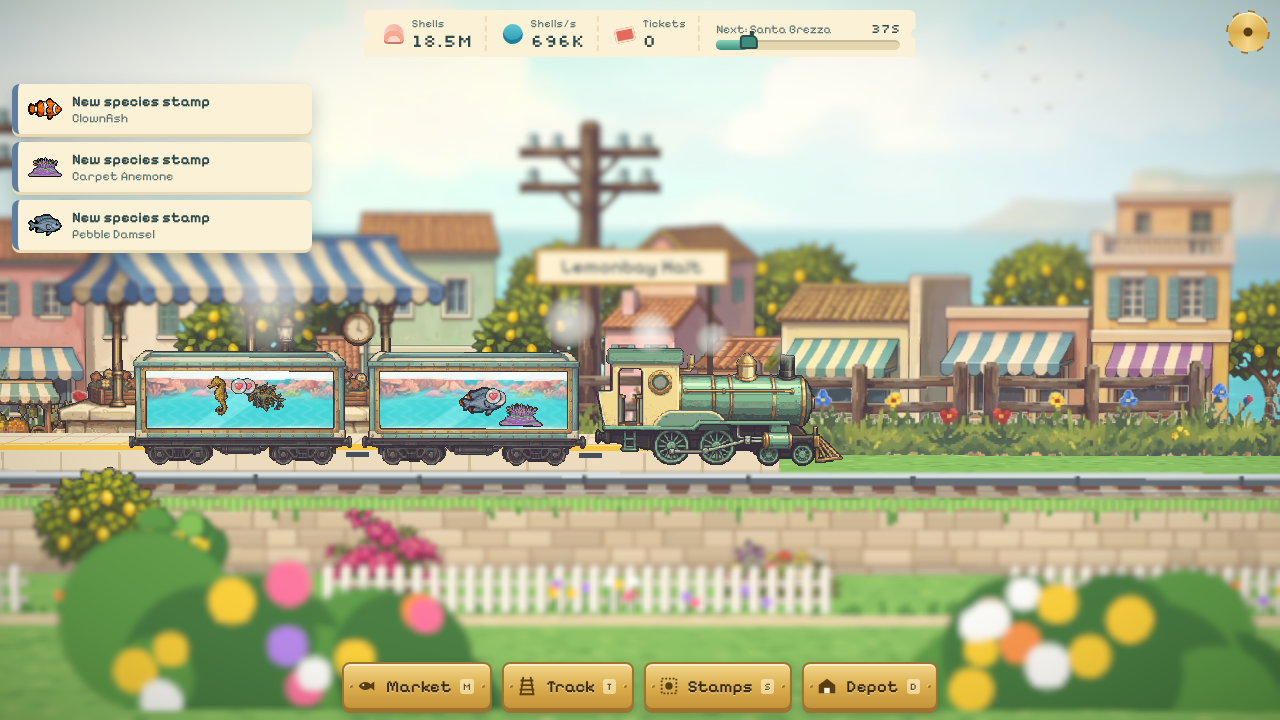 Shells
18.5M
Shells/s
696K
Tickets
0
Next: Santa Brezza 37S
New species stamp
Clownfish
New species stamp
Carpet Anemone
New species stamp
Pebble Damsel
Lemonbay Halt
Market M
Track T
Stamps S
Depot D